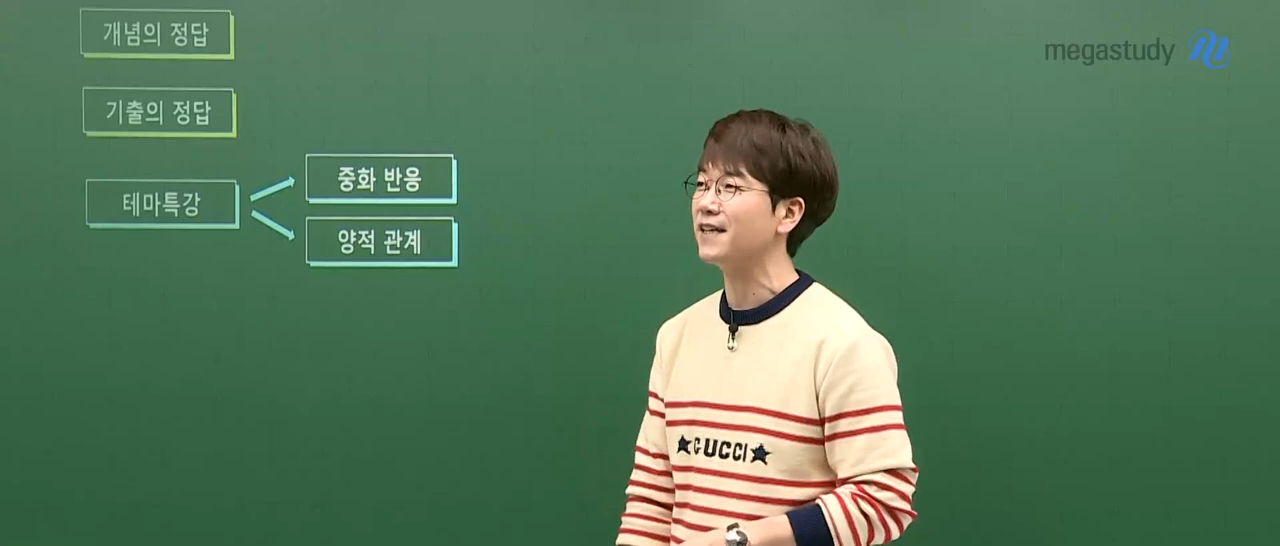 개념의 정답
megastudy
기출의 정답
중화 반응
테마특강
양적 관계
GUCCI